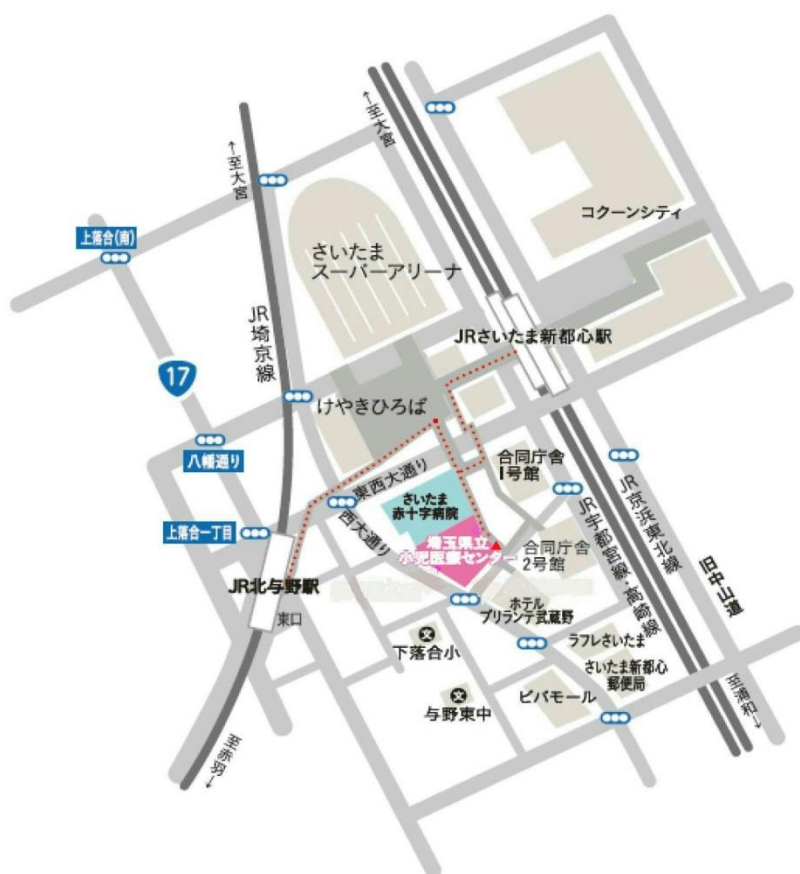 ←至大宮
←至大宮
コクーンシティ
上落合(南)
さいたま
スーパーアリーナ
JR埼京線
JRさいたま新都心駅
17
けやきひろば
八幡通り
東西大通り
合同庁舎
1号館
西大通り
さいたま
赤十字病院
上落合一丁目
埼玉県立
小児医療センター
合同庁舎
2号館
JR京浜東北線
JR宇都宮線・高崎線
旧中山道
JR北与野駅
東口
ホテル
ブリランテ武蔵野
文
下落合小
ラフレさいたま
さいたま新都心
郵便局
文
与野東中
ビバモール
至浦和→
至赤羽→